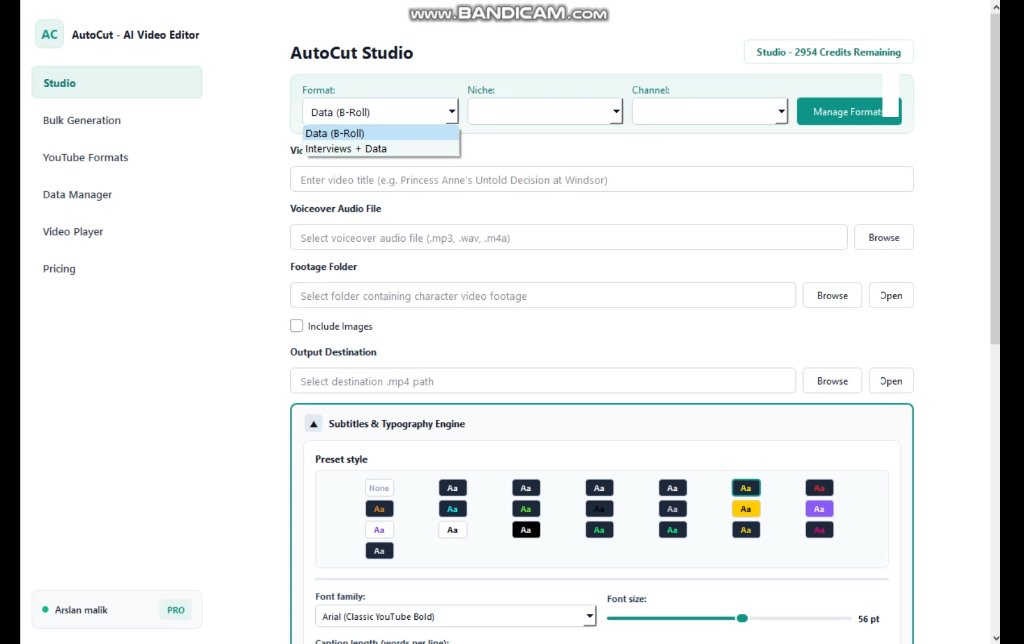 www.BANDICAM.com
AC AutoCut - AI Video Editor
Studio
Bulk Generation
YouTube Formats
Data Manager
Video Player
Pricing
Arslan malik PRO
AutoCut Studio
Studio - 2954 Credits Remaining
Format: Niche: Channel:
Data (B-Roll) Manage Formats
Data (B-Roll)
Interviews + Data
Enter video title (e.g. Princess Anne's Untold Decision at Windsor)
Voiceover Audio File
Select voiceover audio file (.mp3, .wav, .m4a) Browse
Footage Folder
Select folder containing character video footage Browse Open
Include Images
Output Destination
Select destination .mp4 path Browse Open
▲ Subtitles & Typography Engine
Preset style
None Aa Aa Aa Aa Aa Aa
Aa Aa Aa Aa Aa Aa Aa
Aa Aa Aa Aa Aa Aa Aa
Aa
Font family: Font size:
Arial (Classic YouTube Bold) 56 pt
Caption length (words per line):